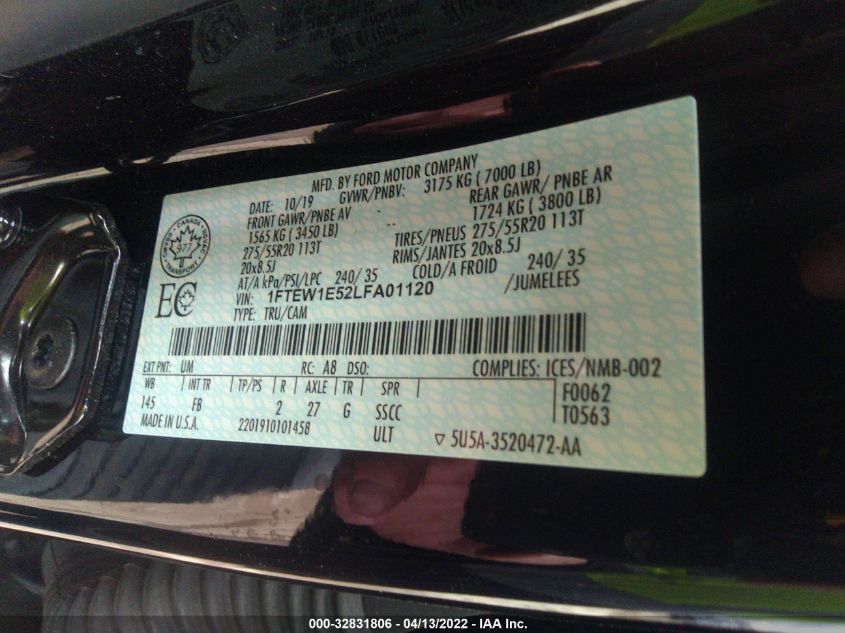 MFD. BY FORD MOTOR COMPANY
DATE: 10/19 GVWR/PNBV: 3175 KG ( 7000 LB)
FRONT GAWR/PNBE AV - REAR GAWR/ PNBE AR
1565 KG ( 3450 LB) -- 1724 KG ( 3800 LB)
275/55R20 113T TIRES/PNEUS 275/55R20 113T
20x8.5J RIMS/JANTES 20x8.5J
AT/A kPa/PSI/LPC 240/ 35 COLD/A FROID 240/ 35
VIN: 1FTEW1E52LFA01120 /JUMELEES
TYPE: TRU/CAM
CANADA
977
TRANSPORT
EC
EXT PNT: UM RC: A8 DSO: COMPLIES: ICES/NMB-002
WB INT TR TP/PS R AXLE TR SPR F0062
145 FB 2 27 G SSCC T0563
MADE IN U.S.A. 2201910101458 ULT ▽ 5U5A-3520472-AA
000-32831806 - 04/13/2022 - IAA Inc.